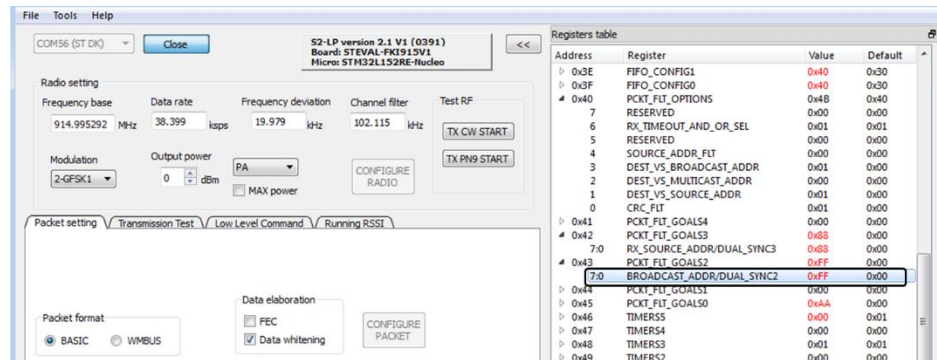 File Tools Help
COM56 (ST DK) Close
S2-LP version 2.1 V1 (0391)
Board: STEVAL-FKI915V1
Micro: STM32L152RE-Nucleo
<<
Radio setting
Frequency base Data rate Frequency deviation Channel filter Test RF
914.995292 MHz 38.399 ksps 19.979 kHz 102.115 kHz TX CW START
Modulation Output power TX PN9 START
2-GFSK1 0 dBm PA CONFIGURE RADIO
MAX power
Packet setting Transmission Test Low Level Command Running RSSI
Data elaboration
Packet format FEC CONFIGURE PACKET
BASIC WMBUS Data whitening
Registers table
Address Register Value Default
0x3E FIFO_CONFIG1 0x40 0x30
0x3F FIFO_CONFIG0 0x40 0x30
0x40 PCKT_FLT_OPTIONS 0x4B 0x40
7 RESERVED 0x00 0x00
6 RX_TIMEOUT_AND_OR_SEL 0x01 0x01
5 RESERVED 0x00 0x00
4 SOURCE_ADDR_FLT 0x00 0x00
3 DEST_VS_BROADCAST_ADDR 0x01 0x00
2 DEST_VS_MULTICAST_ADDR 0x00 0x00
1 DEST_VS_SOURCE_ADDR 0x01 0x00
0 CRC_FLT 0x01 0x00
0x41 PCKT_FLT_GOALS4 0x00 0x00
0x42 PCKT_FLT_GOALS3 0x88 0x00
7:0 RX_SOURCE_ADDR/DUAL_SYNC3 0x88 0x00
0x43 PCKT_FLT_GOALS2 0xFF 0x00
7:0 BROADCAST_ADDR/DUAL_SYNC2 0xFF 0x00
0x44 PCKT_FLT_GOALS1 0x00 0x00
0x45 PCKT_FLT_GOALS0 0xAA 0x00
0x46 TIMERS5 0x00 0x01
0x47 TIMERS4 0x00 0x00
0x48 TIMERS3 0x01 0x01
0x49 TIMERS2 0x00 0x00